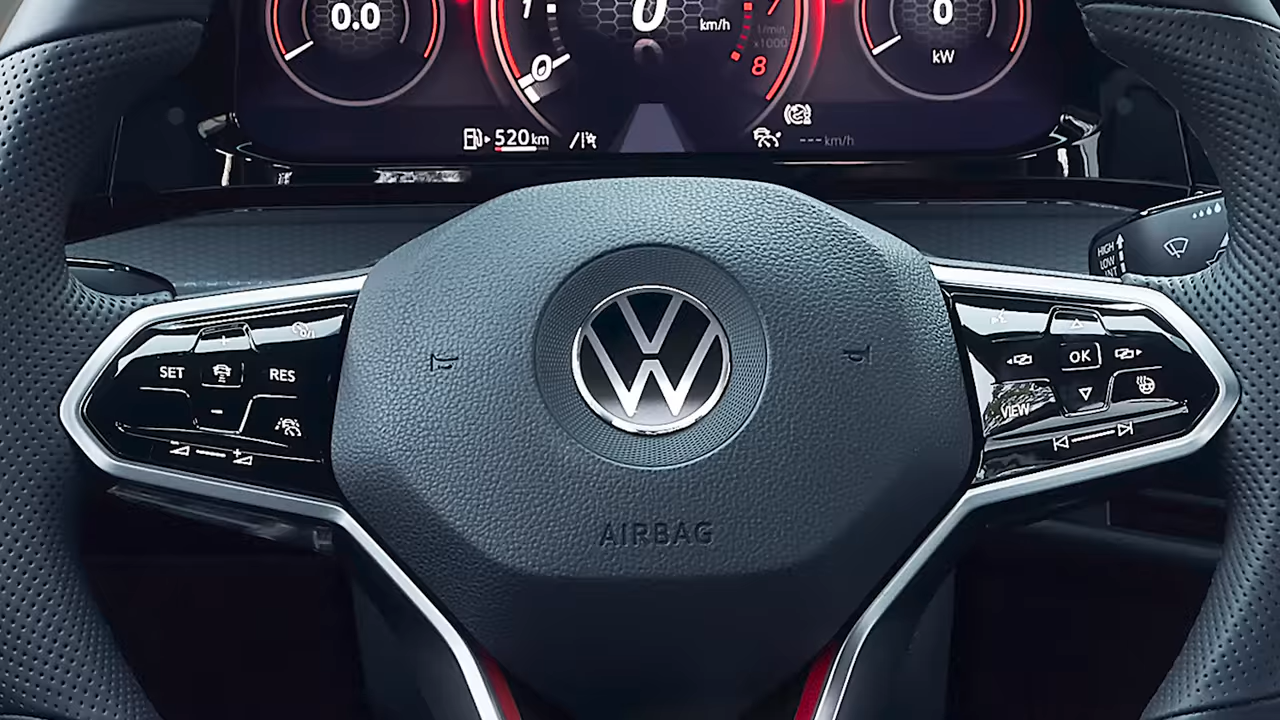 0.0
1
0
km/h
7
l/min
x1000
0
8
0
kW
520 km
--- km/h
HIGH
LOW
INT
SET
RES
+
-
OK
VIEW
AIRBAG